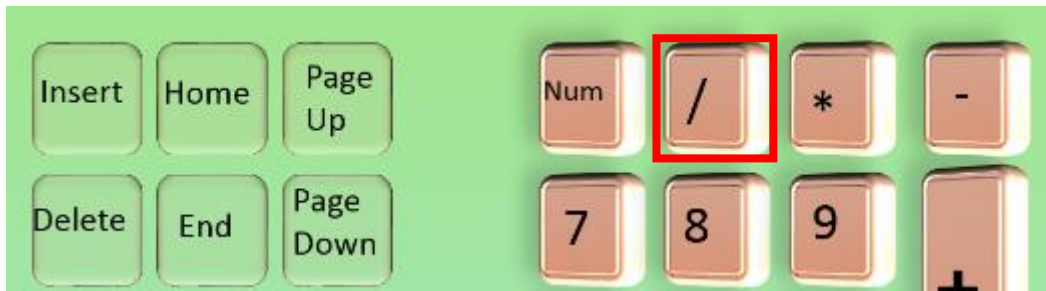 Insert Home Page Up Num / * -
Delete End Page Down 7 8 9 +